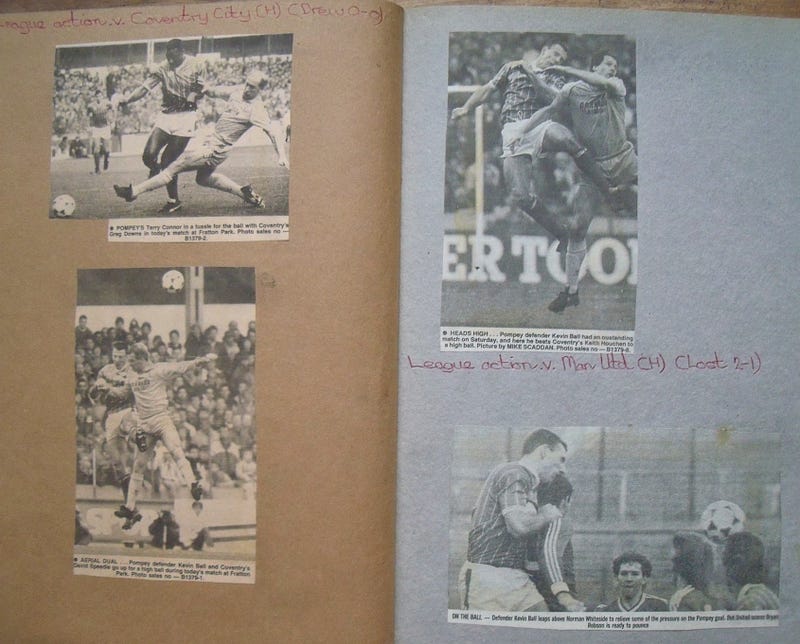 League action v. Coventry City (H) (Drew 0-0)
● POMPEYS Terry Connor in a tussle for the ball with Coventry's
Greg Downs in today's match at Fratton Park. Photo sales no —
B1379-2.
● AERIAL DUAL . . . Pompey defender Kevin Ball and Coventry's
David Speedie go up for a high ball during today's match at Fratton
Park. Photo sales no — B1379-1.
ER TOO
● HEADS HIGH . . . Pompey defender Kevin Ball had an oustanding
match on Saturday, and here he beats Coventry's Keith Houchen to
a high ball. Picture by MIKE SCADDAN. Photo sales no — B1379-8.
League action v. Man Utd (H) (Lost 2-1)
ON THE BALL — Defender Kevin Ball leaps above Norman Whiteside to relieve some of the pressure on the Pompey goal. But United scorer Bryan
Robson is ready to pounce